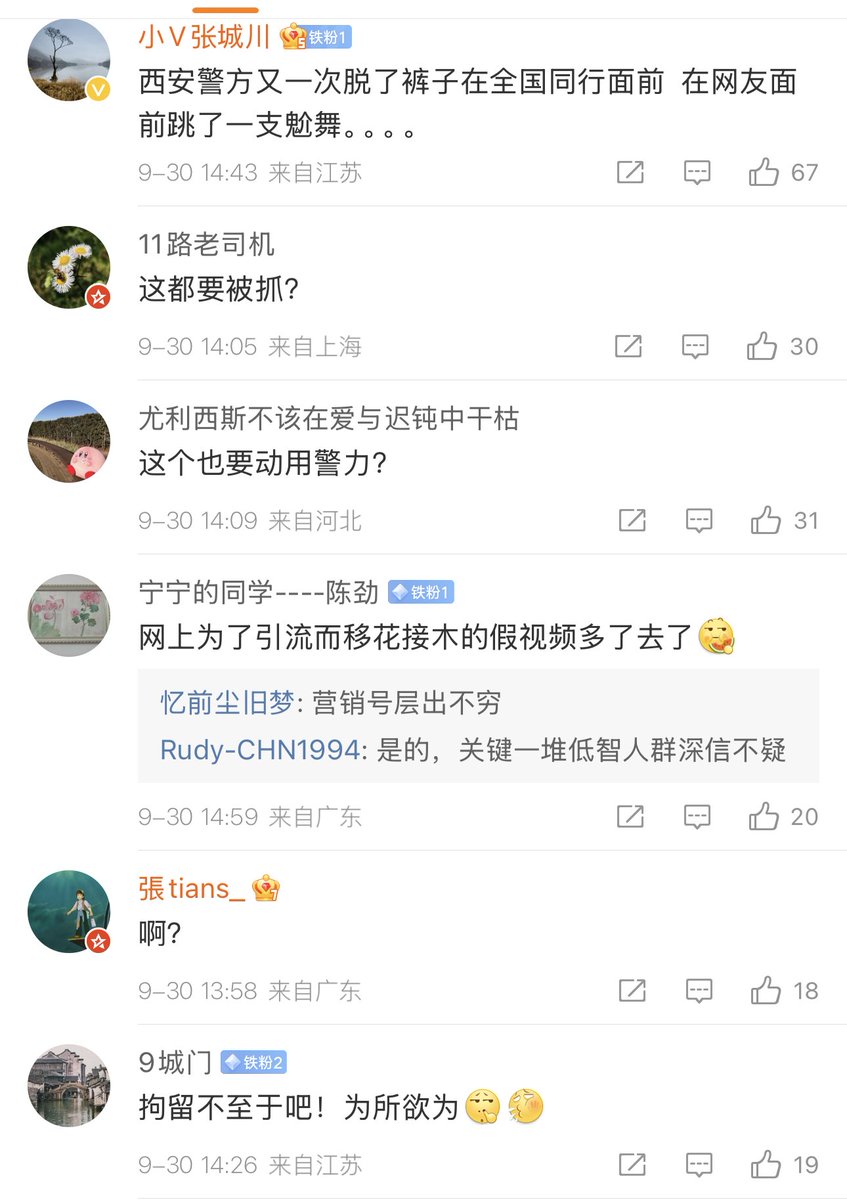 小V张城川 铁粉1
西安警方又一次脱了裤子在全国同行面前 在网友面
前跳了一支尬舞。。。。
9-30 14:43 来自江苏 67
11路老司机
这都要被抓?
9-30 14:05 来自上海 30
尤利西斯不该在爱与迟钝中干枯
这个也要动用警力?
9-30 14:09 来自河北 31
宁宁的同学----陈劲 铁粉1
网上为了引流而移花接木的假视频多了去了
忆前尘旧梦: 营销号层出不穷
Rudy-CHN1994: 是的，关键一堆低智人群深信不疑
9-30 14:59 来自广东 20
張tians_
啊?
9-30 13:58 来自广东 18
9城门 铁粉2
拘留不至于吧！为所欲为
9-30 14:26 来自江苏 19